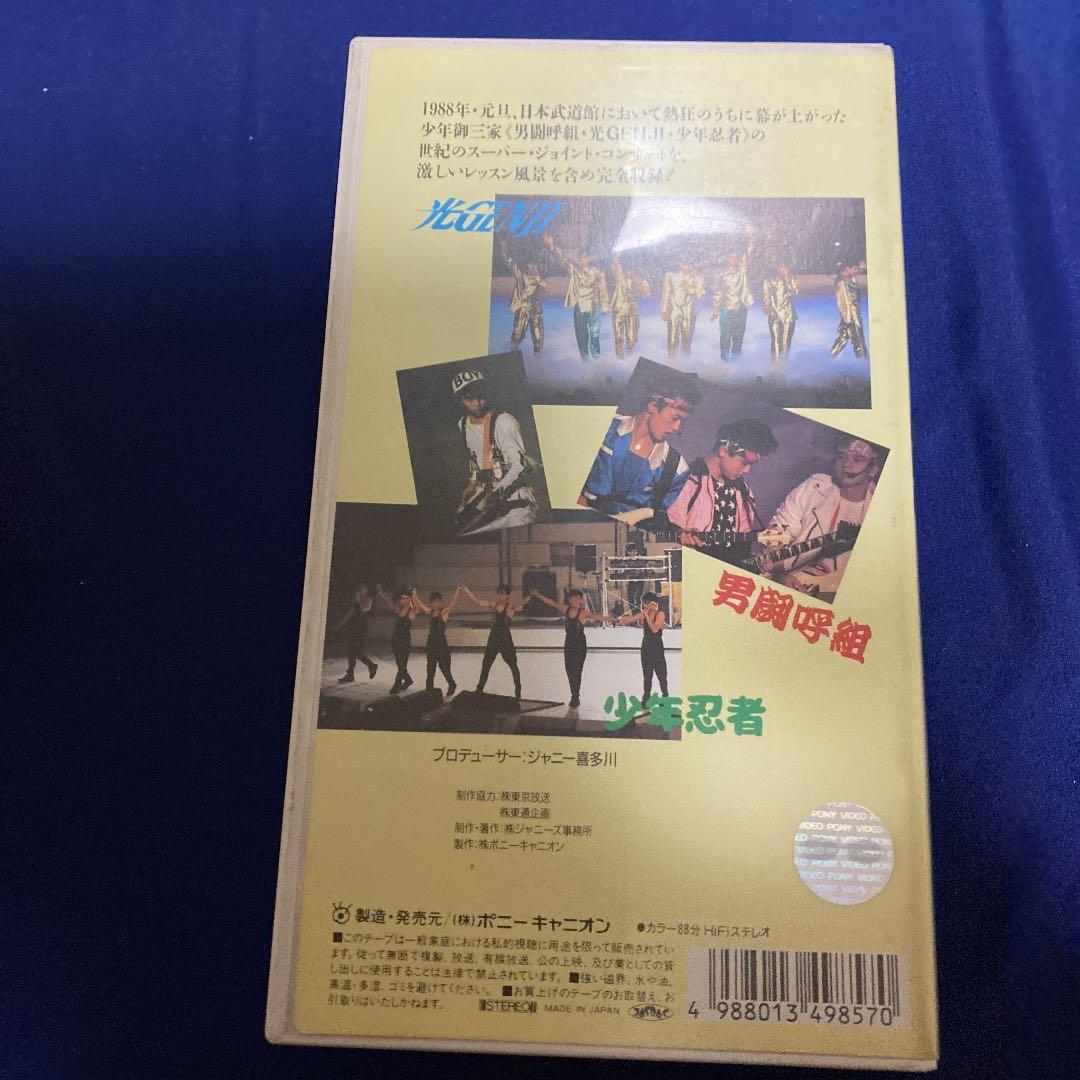 1988年・元旦、日本武道館において熱狂のうちに幕が上がった
少年御三家《男闘呼組・光GENJI・少年忍者》の
世紀のスーパー・ジョイント・コンサートを、
激しいレッスン風景を含め完全収録!
光GENJI
BOY
男闘呼組
少年忍者
プロデューサー:ジャニー喜多川
制作協力:㈱東京放送
㈱東通企画
制作・著作:㈱ジャニーズ事務所
製作:㈱ポニーキャニオン
PONY VIDEO PO
VIDEO PONY VIDEO
EO PONY VIDEO PON
VIDEO PONY VIDEO
PONY VIDEO
製造・発売元/(株)ポニーキャニオン ●カラー88分 HiFiステレオ
■このテープは一般家庭における私的視聴に用途を限って販売されてい
ます。従って無断で複製、放送、有線放送、公の上映、及び業としての貸
し出しに使用することは法律で禁止されています。■強い磁界、水や油、
高温・多湿、ゴミを避けてください。■お買上げのテープのお取替え、お
引取りはいたしかねます。 STEREO MADE IN JAPAN
4 988013 498570